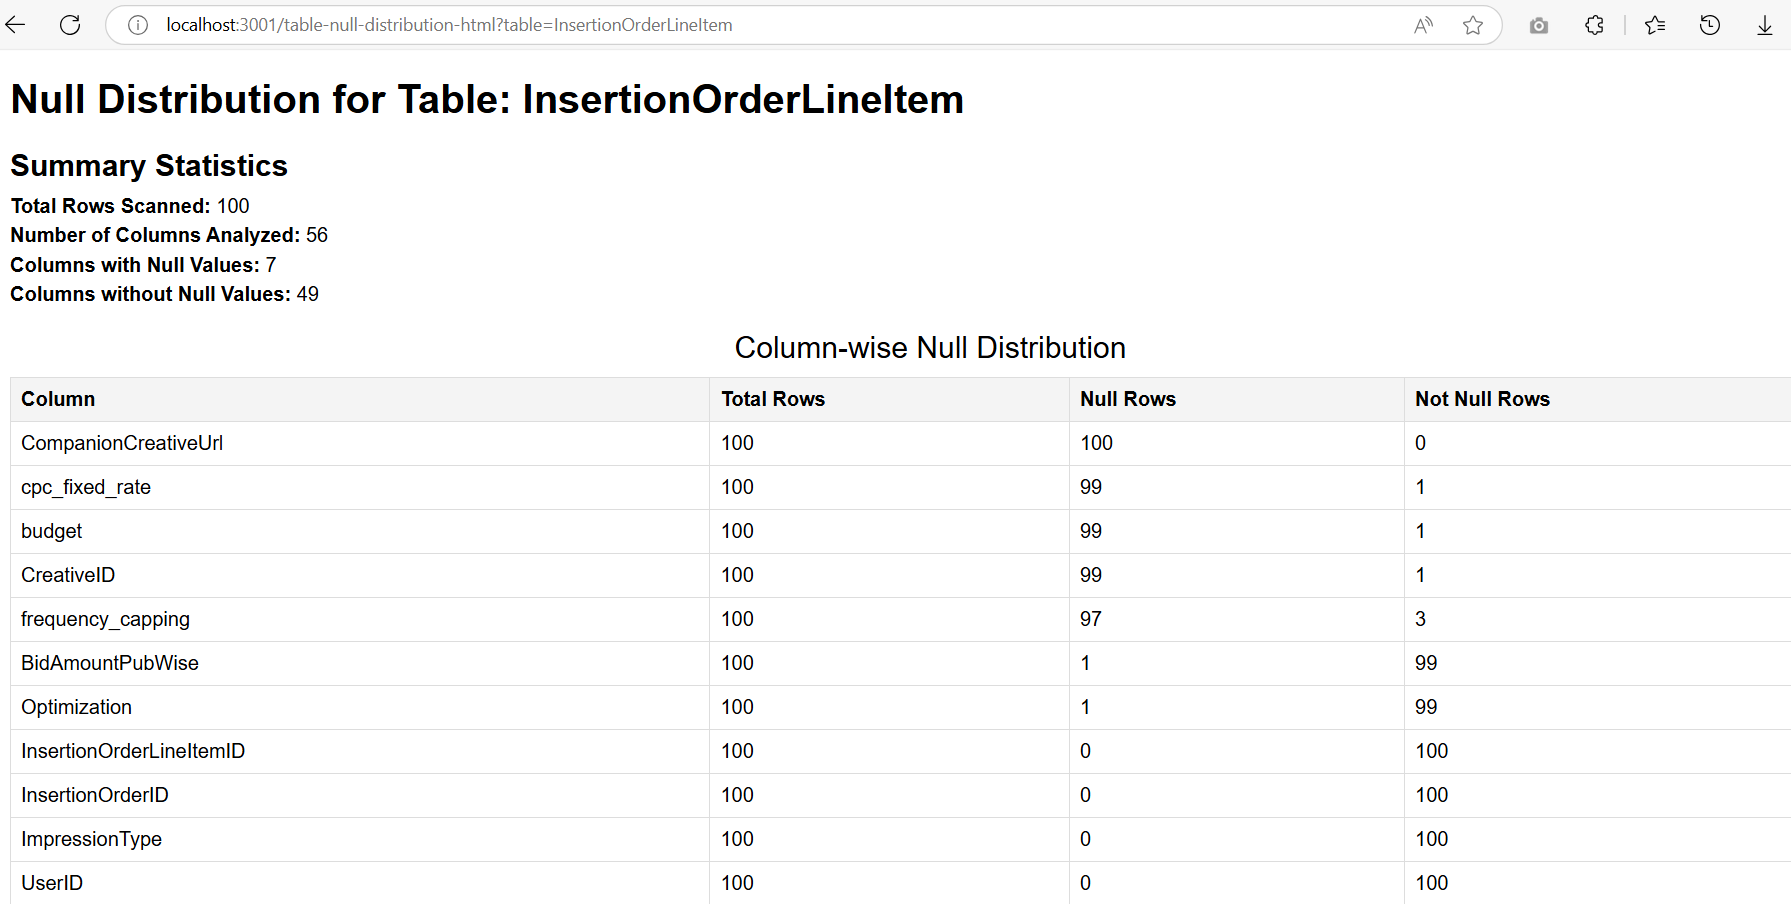 localhost:3001/table-null-distribution-html?table=InsertionOrderLineItem
Null Distribution for Table: InsertionOrderLineItem
Summary Statistics
Total Rows Scanned: 100
Number of Columns Analyzed: 56
Columns with Null Values: 7
Columns without Null Values: 49
Column-wise Null Distribution
Column Total Rows Null Rows Not Null Rows
CompanionCreativeUrl 100 100 0
cpc_fixed_rate 100 99 1
budget 100 99 1
CreativeID 100 99 1
frequency_capping 100 97 3
BidAmountPubWise 100 1 99
Optimization 100 1 99
InsertionOrderLineItemID 100 0 100
InsertionOrderID 100 0 100
ImpressionType 100 0 100
UserID 100 0 100